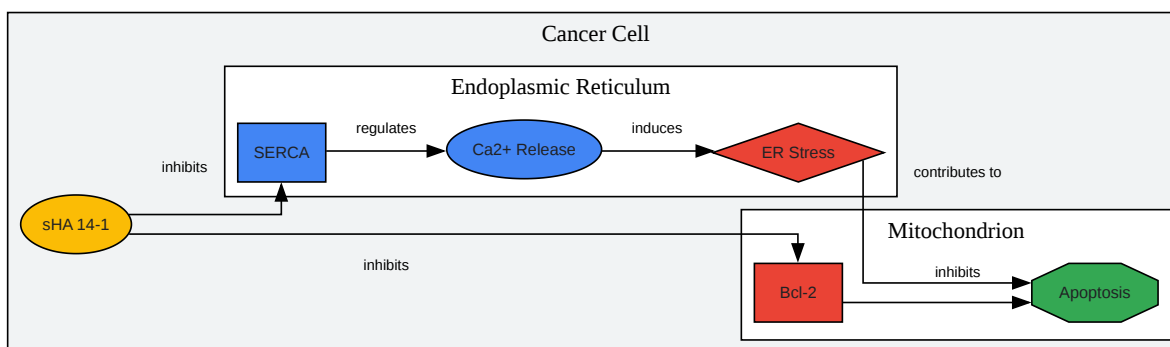 Cancer Cell
Endoplasmic Reticulum
SERCA
regulates
Ca2+ Release
induces
ER Stress
inhibits
contributes to
sHA 14-1
inhibits
Mitochondrion
Bcl-2
inhibits
Apoptosis